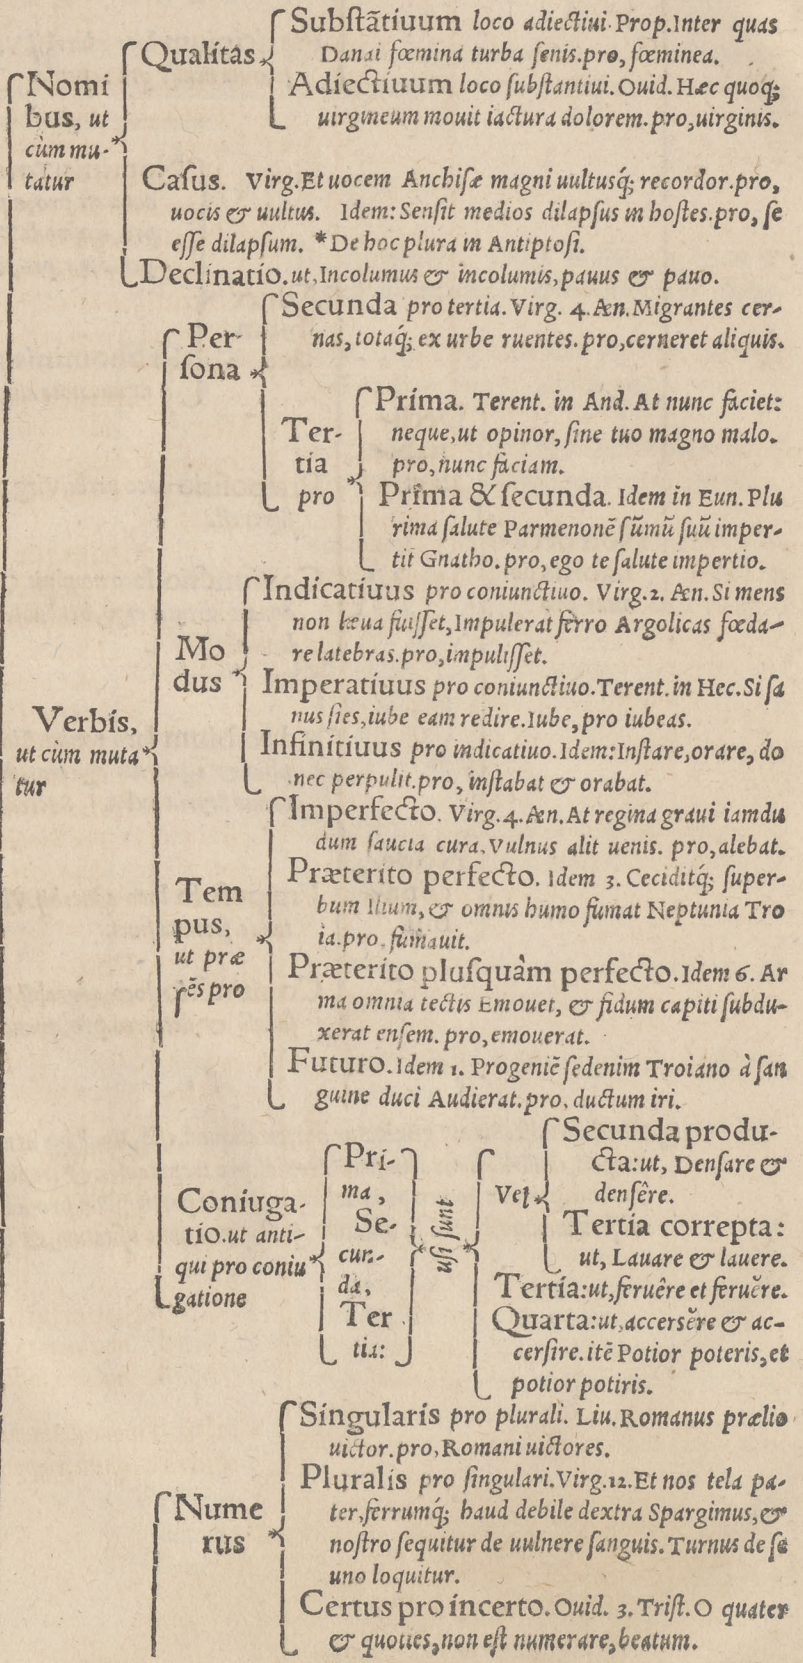 Nomi
bus, ut
cùm mu-
tatur
Qualitas
Substãtiuum loco adiectiui. Prop. Inter quas
Danai fœmina turba senis. pro, fœminea.
Adiectiuum loco substantiui. Ouid. Hæc quoq;
uirgineum mouit iactura dolorem. pro, uirginis.
Casus. Virg. Et uocem Anchisæ magni uultusq́; recordor. pro,
uocis & uultus. Idem: Sensit medios dilapsus in hostes. pro, se
esse dilapsum. *De hoc plura in Antiptosi.
Declinatio. ut, Incolumus & incolumis, pauus & pauo.
Verbis,
ut cùm muta
tur
Per-
sona
Secunda pro tertia. Virg. 4. Æn. Migrantes cer-
nas, totaq́; ex urbe ruentes. pro, cerneret aliquis.
Ter-
tia
pro
Prima. Terent. in And. At nunc faciet:
neque, ut opinor, sine tuo magno malo.
pro, nunc faciam.
Prima & secunda. Idem in Eun. Plu
rima salute Parmenonẽ sũmũ suũ imper-
tit Gnatho. pro, ego te salute impertio.
Mo
dus
Indicatiuus pro coniunctiuo. Virg. 2. Æn. Si mens
non læua fuisset, Impulerat ferro Argolicas fœda-
re latebras. pro, impulisset.
Imperatiuus pro coniunctiuo. Terent. in Hec. Si sa
nus sies, iube eam redire. Iube, pro iubeas.
Infinitiuus pro indicatiuo. Idem: Instare, orare, do
nec perpulit. pro, instabat & orabat.
Tem
pus,
ut præ
sẽs pro
Imperfecto. Virg. 4. Æn. At regina graui iamdu
dum saucia cura, Vulnus alit uenis. pro, alebat.
Præterito perfecto. Idem 3. Ceciditq́; super-
bum Ilium, & omnis humo fumat Neptunia Tro
ia. pro, fumauit.
Præterito plusquàm perfecto. Idem 6. Ar
ma omnia tectis Emouet, & fidum capiti subdu-
xerat ensem. pro, emouerat.
Futuro. Idem 1. Progeniẽ sed enim Troiano à san
guine duci Audierat. pro, ductum iri.
Coniuga-
tio. ut anti-
qui pro coniu
gatione
Pri-
ma,
Se-
cun-
da,
Ter
tia:
usi sunt
Vel
Secunda produ-
cta: ut, Densare &
densêre.
Tertia correpta:
ut, Lauare & lauere.
Tertia: ut, feruêre et feruĕre.
Quarta: ut, accersĕre & ac-
cersire. itẽ Potior poteris, et
potior potiris.
Nume
rus
Singularis pro plurali. Liu. Romanus prælio
uictor. pro, Romani uictores.
Pluralis pro singulari. Virg. 12. Et nos tela pa-
ter, ferrumq́; haud debile dextra Spargimus, &
nostro sequitur de uulnere sanguis. Turnus de se
uno loquitur.
Certus pro incerto. Ouid. 3. Trist. O quater
& quoties, non est numerare, beatum.